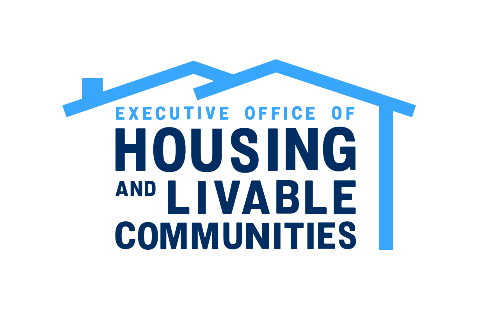 EXECUTIVE OFFICE OF
HOUSING
AND LIVABLE
COMMUNITIES